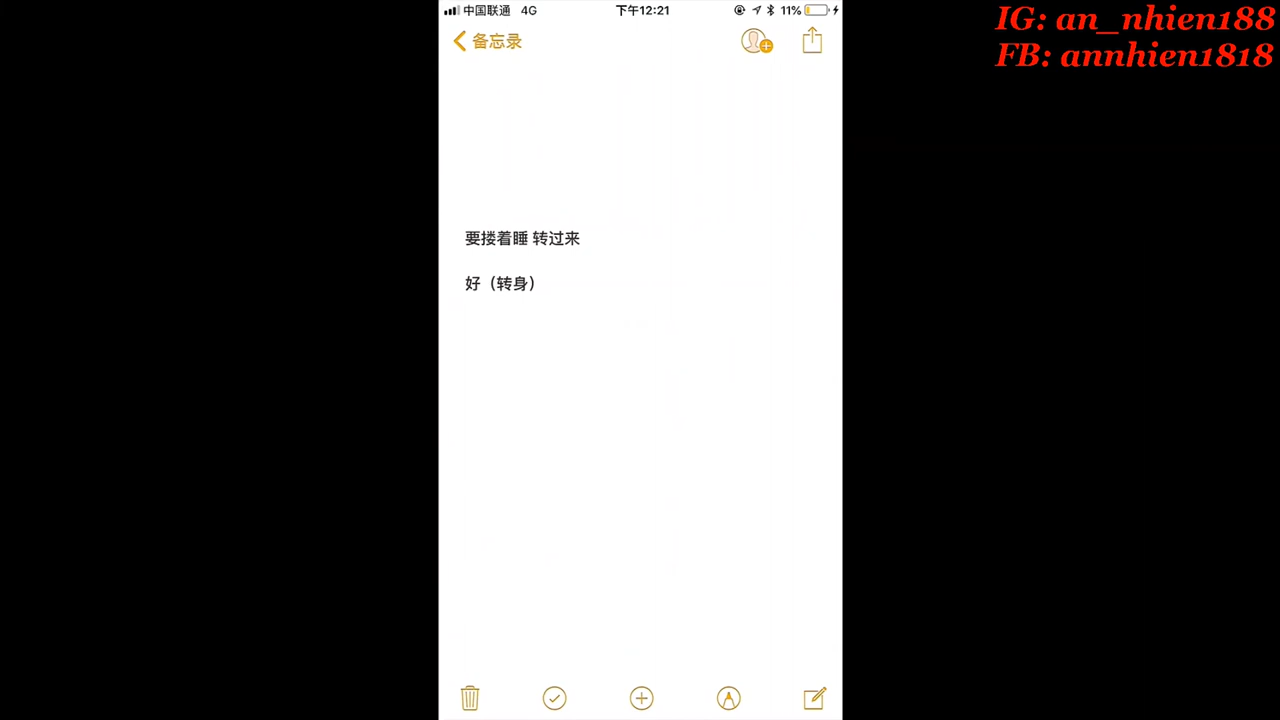 中国联通 4G 下午12:21 11%
IG: an_nhien188
FB: annhien1818
备忘录
要搂着睡 转过来
好（转身）